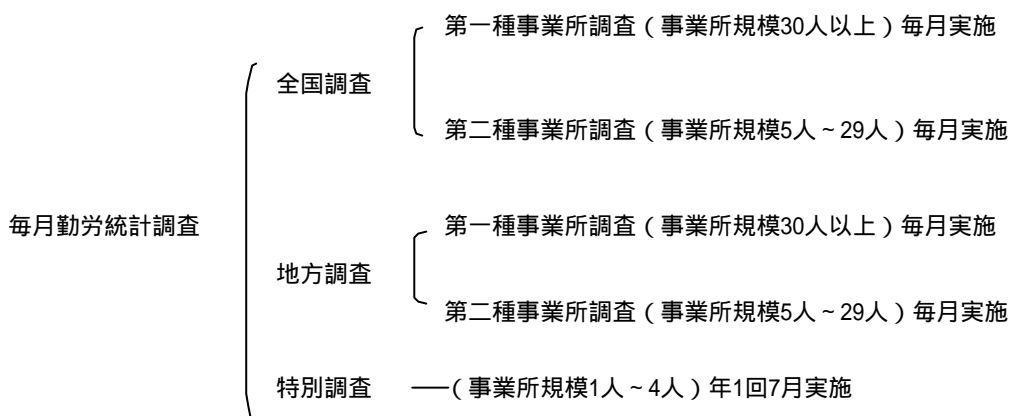 第一種事業所調査（事業所規模30人以上）毎月実施
全国調査
第二種事業所調査（事業所規模5人～29人）毎月実施
毎月勤労統計調査
第一種事業所調査（事業所規模30人以上）毎月実施
地方調査
第二種事業所調査（事業所規模5人～29人）毎月実施
特別調査 ──（事業所規模1人～4人）年1回7月実施